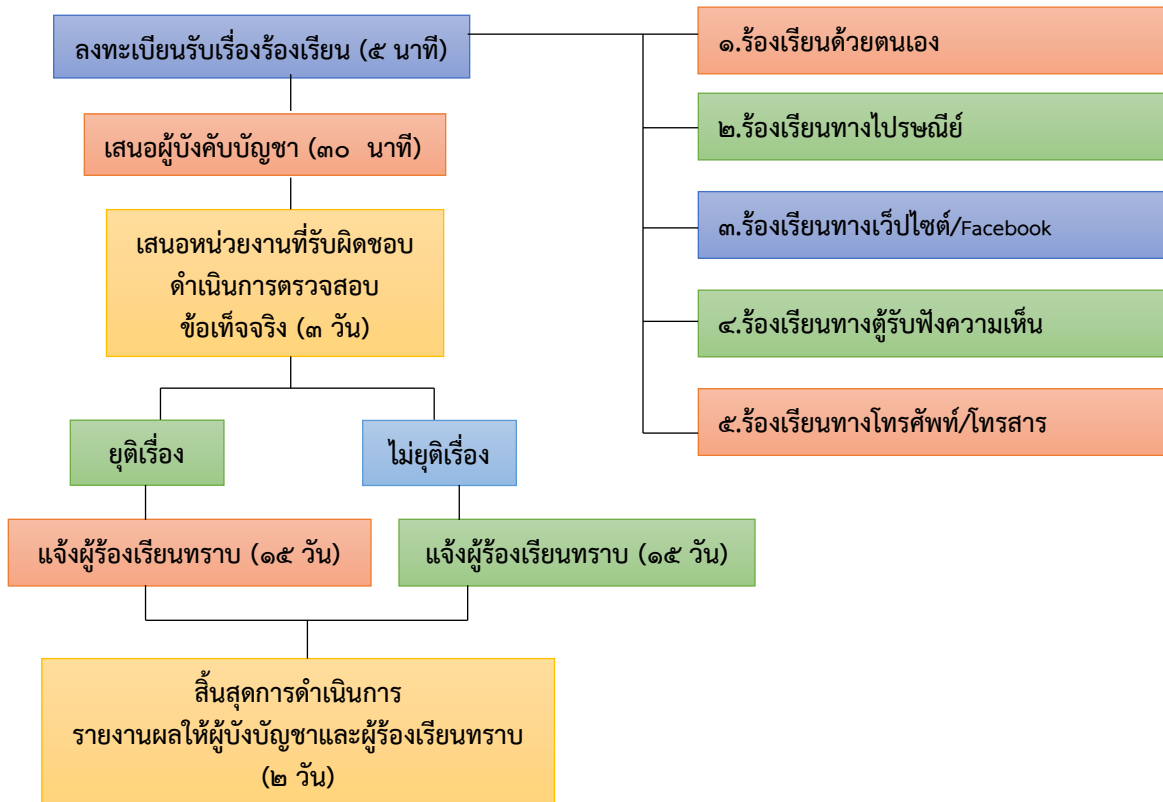 ลงทะเบียนรับเรื่องร้องเรียน (๕ นาที)
๑.ร้องเรียนด้วยตนเอง
๒.ร้องเรียนทางไปรษณีย์
๓.ร้องเรียนทางเว็ปไซต์/Facebook
๔.ร้องเรียนทางตู้รับฟังความเห็น
๕.ร้องเรียนทางโทรศัพท์/โทรสาร
เสนอผู้บังคับบัญชา (๓๐ นาที)
เสนอหน่วยงานที่รับผิดชอบ
ดำเนินการตรวจสอบ
ข้อเท็จจริง (๓ วัน)
ยุติเรื่อง
ไม่ยุติเรื่อง
แจ้งผู้ร้องเรียนทราบ (๑๕ วัน)
แจ้งผู้ร้องเรียนทราบ (๑๕ วัน)
สิ้นสุดการดำเนินการ
รายงานผลให้ผู้บังบัญชาและผู้ร้องเรียนทราบ
(๒ วัน)